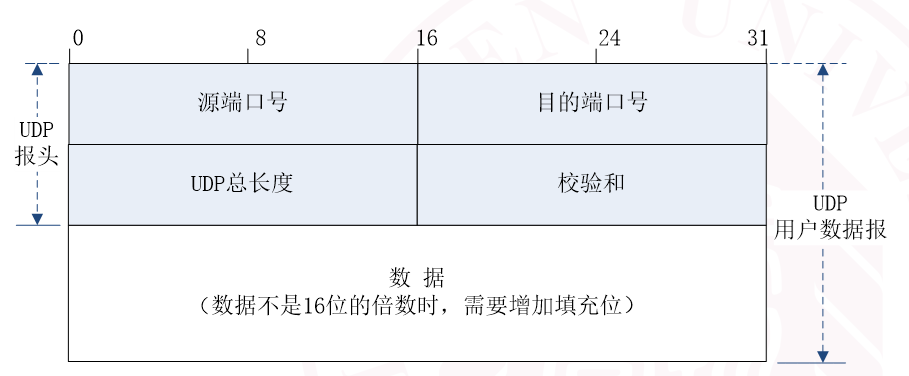 0 8 16 24 31
UDP
报头
源端口号 目的端口号
UDP总长度 校验和
UDP
用户数据报
数 据
（数据不是16位的倍数时，需要增加填充位）